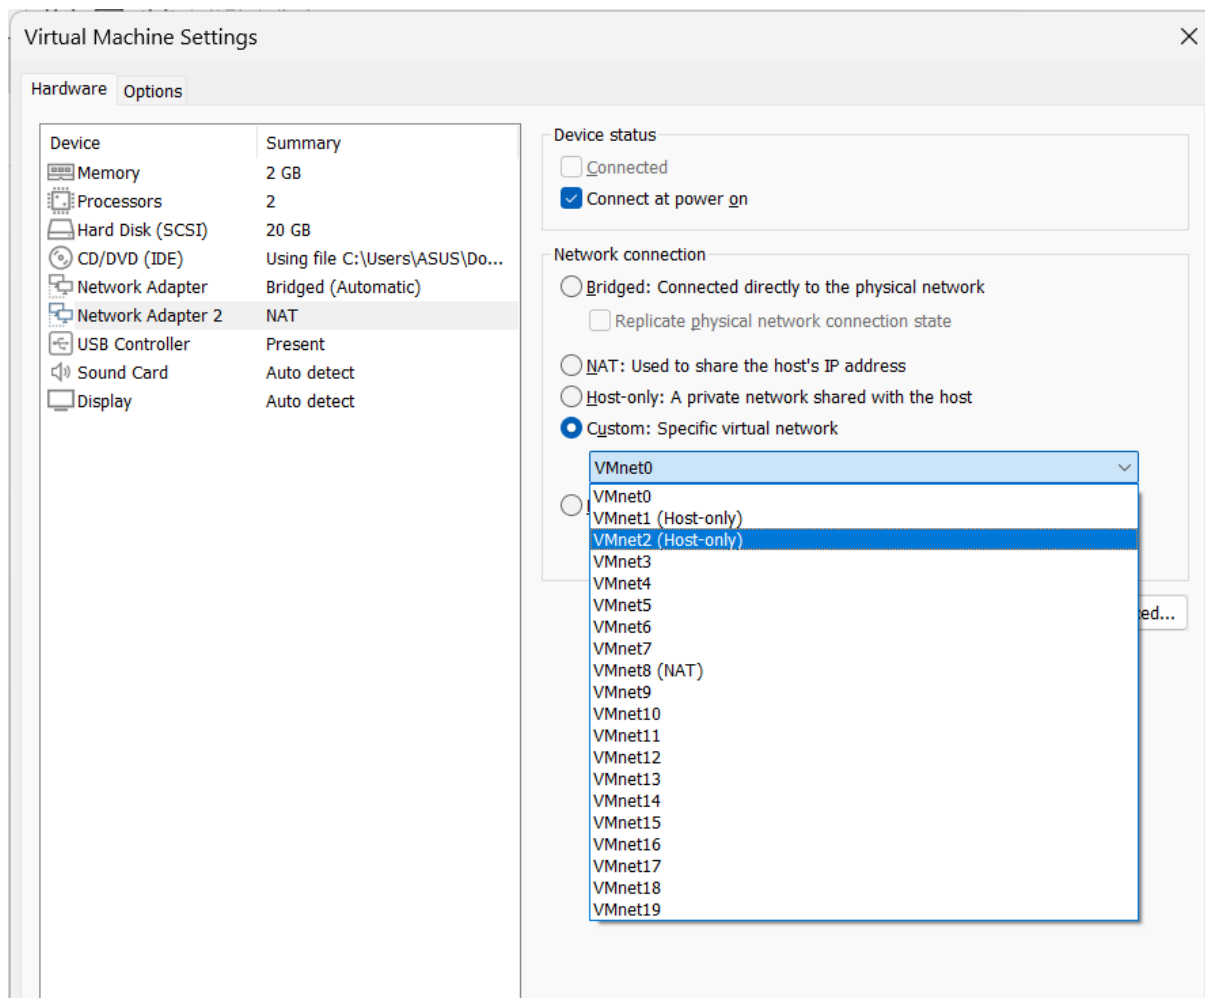 Virtual Machine Settings
Hardware Options
Device Summary
Memory 2 GB
Processors 2
Hard Disk (SCSI) 20 GB
CD/DVD (IDE) Using file C:\Users\ASUS\Do...
Network Adapter Bridged (Automatic)
Network Adapter 2 NAT
USB Controller Present
Sound Card Auto detect
Display Auto detect
Device status
Connected
Connect at power on
Network connection
Bridged: Connected directly to the physical network
Replicate physical network connection state
NAT: Used to share the host's IP address
Host-only: A private network shared with the host
Custom: Specific virtual network
VMnet0
VMnet0
VMnet1 (Host-only)
VMnet2 (Host-only)
VMnet3
VMnet4
VMnet5
VMnet6
VMnet7
VMnet8 (NAT)
VMnet9
VMnet10
VMnet11
VMnet12
VMnet13
VMnet14
VMnet15
VMnet16
VMnet17
VMnet18
VMnet19
ed...